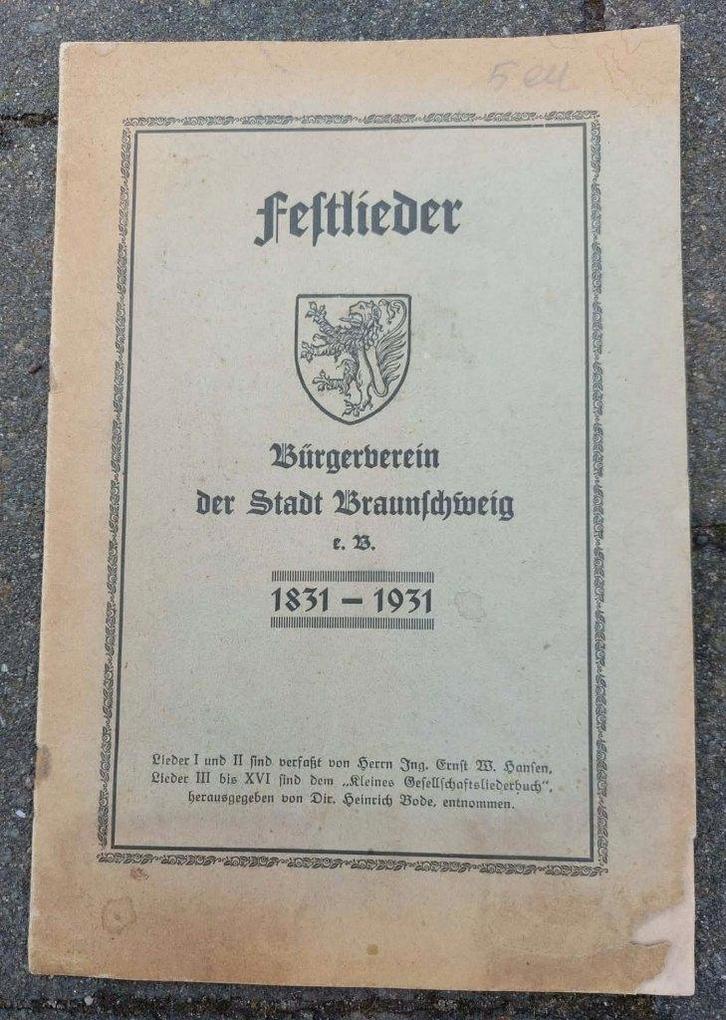 5 eu
Festlieder
Bürgerverein
der Stadt Braunschweig
e. V.
1831 – 1931
Lieder I und II sind verfaßt von Herrn Ing. Ernst W. Hansen,
Lieder III bis XVI sind dem „Kleines Gesellschaftsliederbuch“,
herausgegeben von Dir. Heinrich Bode, entnommen.